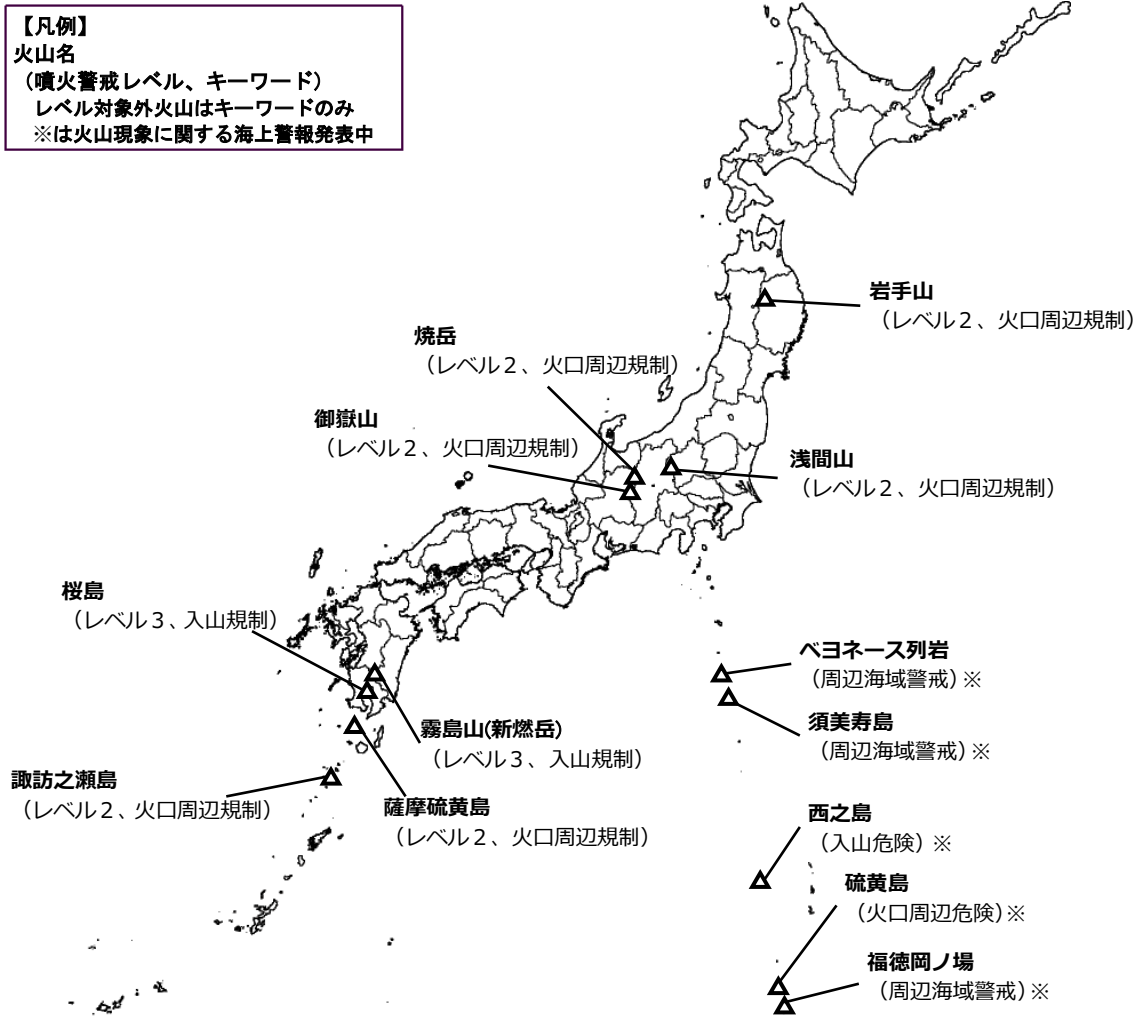 【凡例】
火山名
（噴火警戒レベル、キーワード）
レベル対象外火山はキーワードのみ
※は火山現象に関する海上警報発表中
岩手山
（レベル２、火口周辺規制）
焼岳
（レベル２、火口周辺規制）
御嶽山
（レベル２、火口周辺規制）
浅間山
（レベル２、火口周辺規制）
桜島
（レベル３、入山規制）
ベヨネース列岩
（周辺海域警戒）※
須美寿島
（周辺海域警戒）※
霧島山(新燃岳)
（レベル３、入山規制）
諏訪之瀬島
（レベル２、火口周辺規制）
薩摩硫黄島
（レベル２、火口周辺規制）
西之島
（入山危険）※
硫黄島
（火口周辺危険）※
福徳岡ノ場
（周辺海域警戒）※